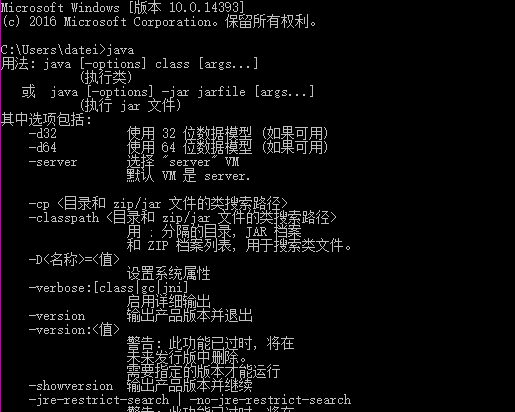 Microsoft Windows [版本 10.0.14393]
(c) 2016 Microsoft Corporation。保留所有权利。
C:\Users\datei>java
用法: java [-options] class [args...]
(执行类)
或 java [-options] -jar jarfile [args...]
(执行 jar 文件)
其中选项包括:
-d32 使用 32 位数据模型 (如果可用)
-d64 使用 64 位数据模型 (如果可用)
-server 选择 "server" VM
默认 VM 是 server.
-cp <目录和 zip/jar 文件的类搜索路径>
-classpath <目录和 zip/jar 文件的类搜索路径>
用 ; 分隔的目录, JAR 档案
和 ZIP 档案列表, 用于搜索类文件。
-D<名称>=<值>
设置系统属性
-verbose:[class|gc|jni]
启用详细输出
-version 输出产品版本并退出
-version:<值>
警告: 此功能已过时, 将在
未来发行版中删除。
需要指定的版本才能运行
-showversion 输出产品版本并继续
-jre-restrict-search | -no-jre-restrict-search
警告: 此功能已过时, 将在